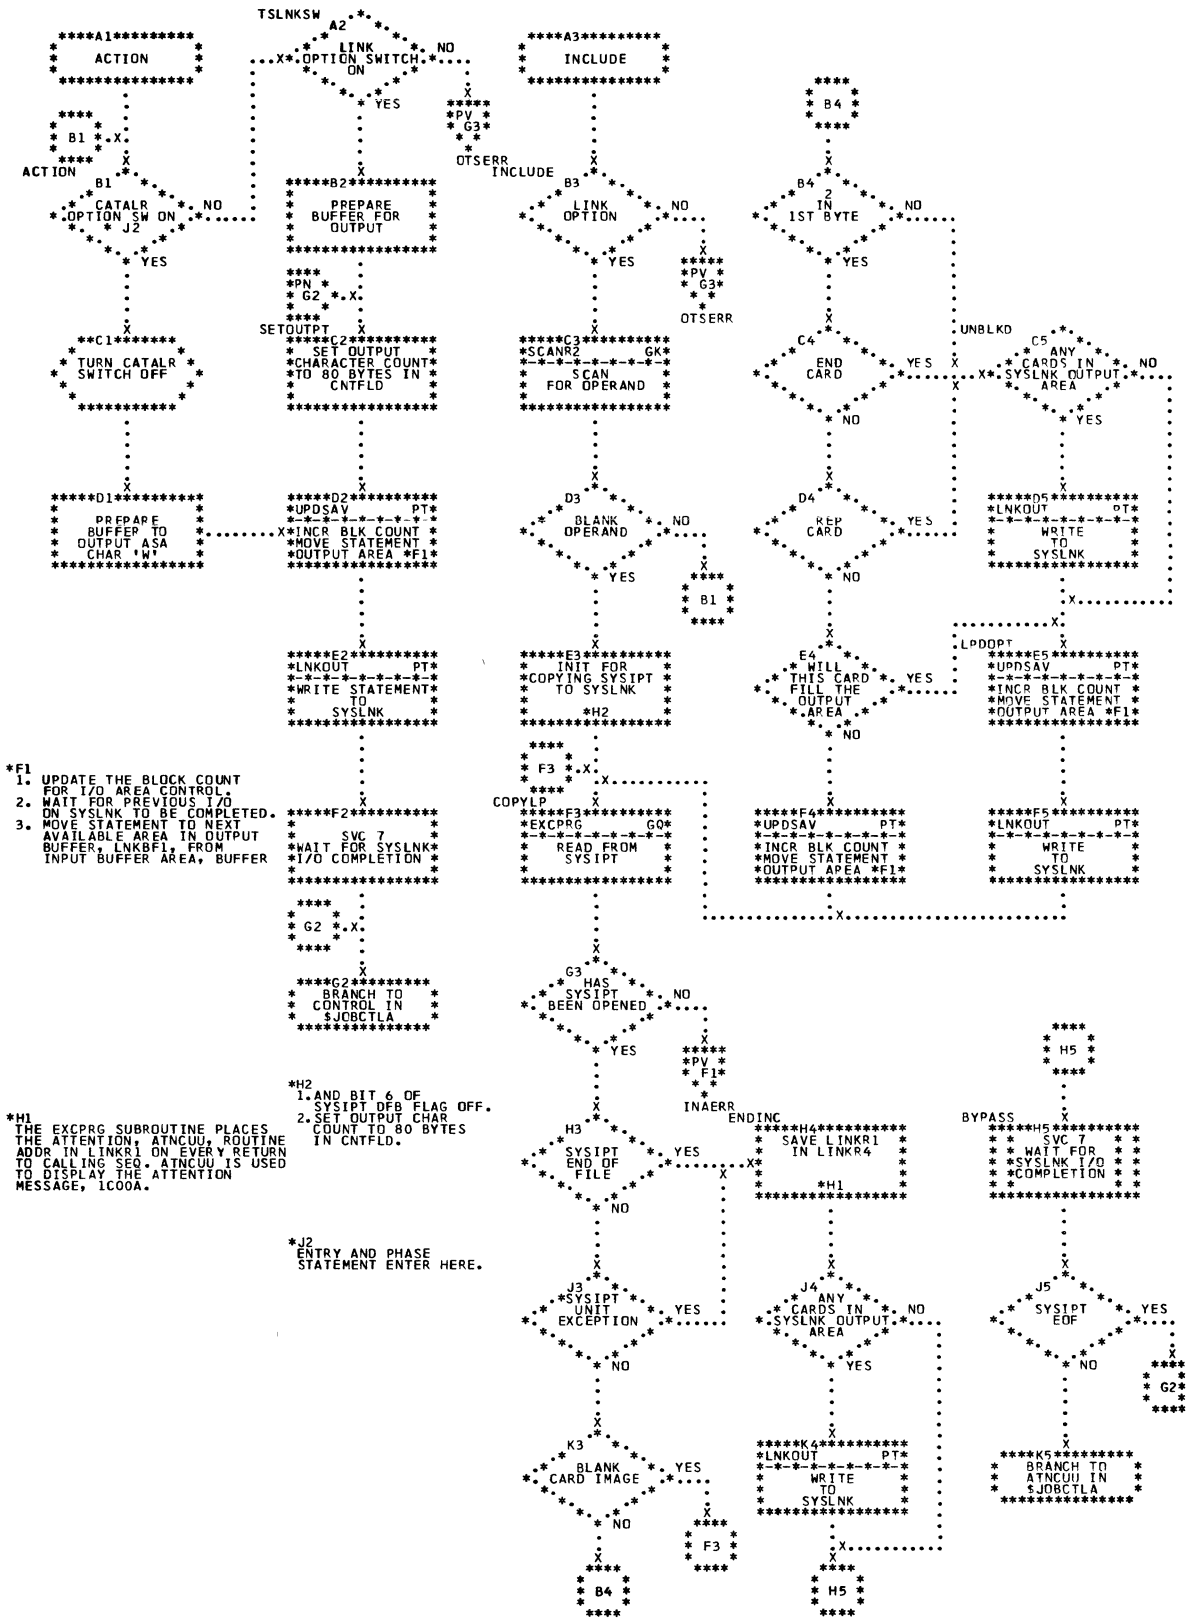 TSLNKSW
A1
ACTION
A2
LINK
OPTION SWITCH
ON
NO
YES
PV
G3
OTSERR
A3
INCLUDE
B4
B1
ACTION
B1
CATALR
OPTION SW ON
J2
NO
YES
B2
PREPARE
BUFFER FOR
OUTPUT
INCLUDE
B3
LINK
OPTION
NO
YES
PV
G3
OTSERR
B4
2
IN
1ST BYTE
NO
YES
PN
G2
SETOUTPT
C1
TURN CATALR
SWITCH OFF
C2
SET OUTPUT
CHARACTER COUNT
TO 80 BYTES IN
CNTFLD
C3
SCANR2 GK
SCAN
FOR OPERAND
C4
END
CARD
YES
NO
UNBLKD
C5
ANY
CARDS IN
SYSLNK OUTPUT
AREA
NO
YES
D1
PREPARE
BUFFER TO
OUTPUT ASA
CHAR 'W'
D2
UPDSAV PT
INCR BLK COUNT
MOVE STATEMENT
OUTPUT AREA *F1
D3
BLANK
OPERAND
NO
YES
B1
D4
REP
CARD
YES
NO
D5
LNKOUT PT
WRITE
TO
SYSLNK
E2
LNKOUT PT
WRITE STATEMENT
TO
SYSLNK
E3
INIT FOR
COPYING SYSIPT
TO SYSLNK
*H2
E4
WILL
THIS CARD
FILL THE
OUTPUT
AREA
YES
NO
LPDOPT
E5
UPDSAV PT
INCR BLK COUNT
MOVE STATEMENT
OUTPUT AREA *F1
*F1
1. UPDATE THE BLOCK COUNT
FOR I/O AREA CONTROL.
2. WAIT FOR PREVIOUS I/O
ON SYSLNK TO BE COMPLETED.
3. MOVE STATEMENT TO NEXT
AVAILABLE AREA IN OUTPUT
BUFFER, LNKBF1, FROM
INPUT BUFFER AREA, BUFFER
F2
SVC 7
WAIT FOR SYSLNK
I/O COMPLETION
F3
COPYLP
F3
EXCPRG GQ
READ FROM
SYSIPT
F4
UPDSAV PT
INCR BLK COUNT
MOVE STATEMENT
OUTPUT AREA *F1
F5
LNKOUT PT
WRITE
TO
SYSLNK
G2
G2
BRANCH TO
CONTROL IN
$JOBCTLA
G3
HAS
SYSIPT
BEEN OPENED
NO
YES
PV
F1
INAERR
H5
*H1
THE EXCPRG SUBROUTINE PLACES
THE ATTENTION, ATNCUU, ROUTINE
ADDR IN LINKR1 ON EVERY RETURN
TO CALLING SEQ. ATNCUU IS USED
TO DISPLAY THE ATTENTION
MESSAGE, 1C00A.
*H2
1. AND BIT 6 OF
SYSIPT DFB FLAG OFF.
2. SET OUTPUT CHAR
COUNT TO 80 BYTES
IN CNTFLD.
H3
SYSIPT
END OF
FILE
YES
NO
ENDINC
H4
SAVE LINKR1
IN LINKR4
*H1
BYPASS
H5
SVC 7
WAIT FOR
SYSLNK I/O
COMPLETION
*J2
ENTRY AND PHASE
STATEMENT ENTER HERE.
J3
SYSIPT
UNIT
EXCEPTION
YES
NO
J4
ANY
CARDS IN
SYSLNK OUTPUT
AREA
NO
YES
J5
SYSIPT
EOF
YES
NO
G2
K3
BLANK
CARD IMAGE
YES
NO
F3
B4
K4
LNKOUT PT
WRITE
TO
SYSLNK
H5
K5
BRANCH TO
ATNCUU IN
$JOBCTLA